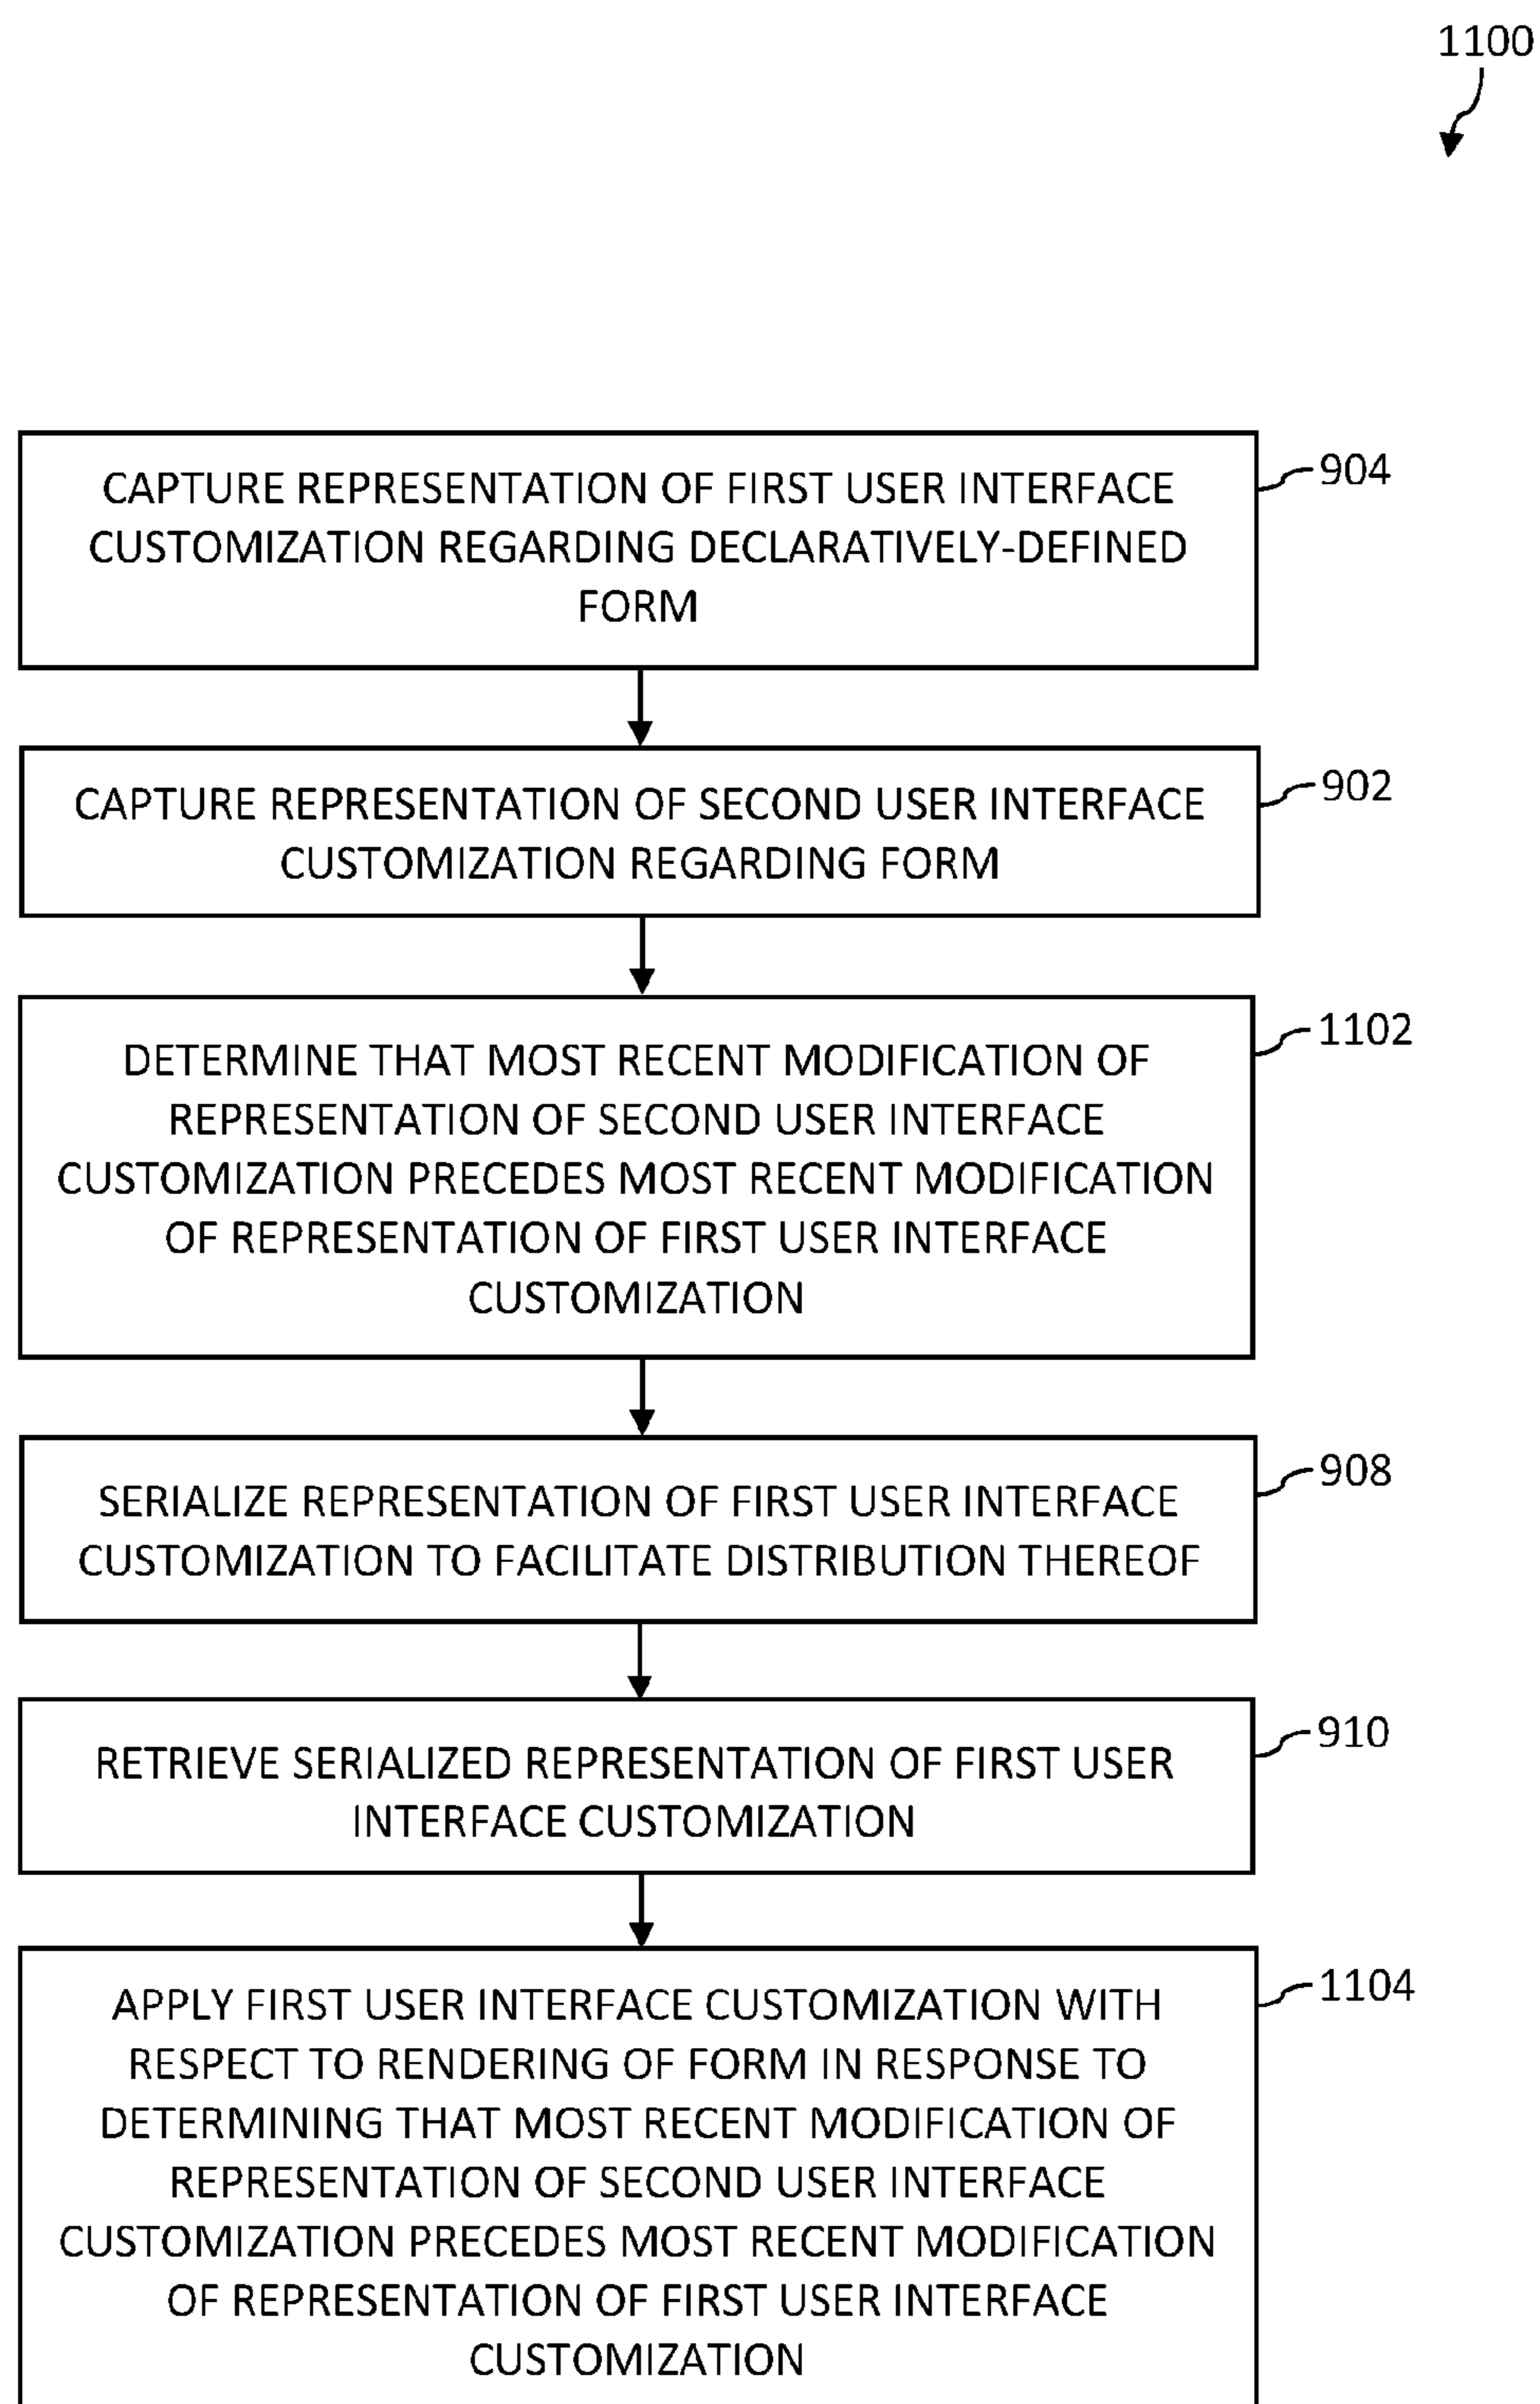 1100
CAPTURE REPRESENTATION OF FIRST USER INTERFACE
CUSTOMIZATION REGARDING DECLARATIVELY-DEFINED
FORM
904
CAPTURE REPRESENTATION OF SECOND USER INTERFACE
CUSTOMIZATION REGARDING FORM
902
DETERMINE THAT MOST RECENT MODIFICATION OF
REPRESENTATION OF SECOND USER INTERFACE
CUSTOMIZATION PRECEDES MOST RECENT MODIFICATION
OF REPRESENTATION OF FIRST USER INTERFACE
CUSTOMIZATION
1102
SERIALIZE REPRESENTATION OF FIRST USER INTERFACE
CUSTOMIZATION TO FACILITATE DISTRIBUTION THEREOF
908
RETRIEVE SERIALIZED REPRESENTATION OF FIRST USER
INTERFACE CUSTOMIZATION
910
APPLY FIRST USER INTERFACE CUSTOMIZATION WITH
RESPECT TO RENDERING OF FORM IN RESPONSE TO
DETERMINING THAT MOST RECENT MODIFICATION OF
REPRESENTATION OF SECOND USER INTERFACE
CUSTOMIZATION PRECEDES MOST RECENT MODIFICATION
OF REPRESENTATION OF FIRST USER INTERFACE
CUSTOMIZATION
1104